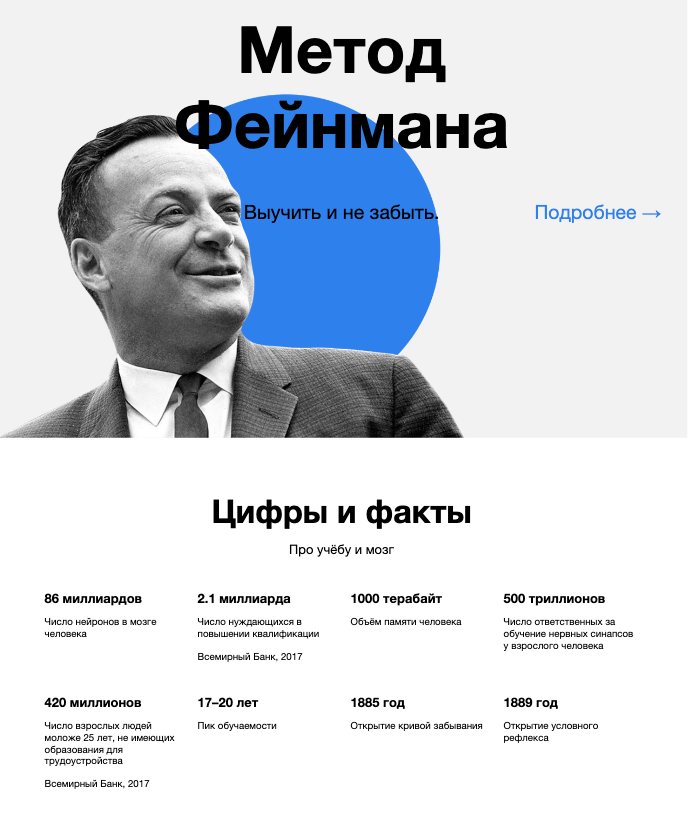 Метод
Фейнмана
Выучить и не забыть.
Подробнее →
Цифры и факты
Про учёбу и мозг
86 миллиардов
Число нейронов в мозге
человека
2.1 миллиарда
Число нуждающихся в
повышении квалификации
Всемирный Банк, 2017
1000 терабайт
Объём памяти человека
500 триллионов
Число ответственных за
обучение нервных синапсов
у взрослого человека
420 миллионов
Число взрослых людей
моложе 25 лет, не имеющих
образования для
трудоустройства
Всемирный Банк, 2017
17–20 лет
Пик обучаемости
1885 год
Открытие кривой забывания
1889 год
Открытие условного
рефлекса